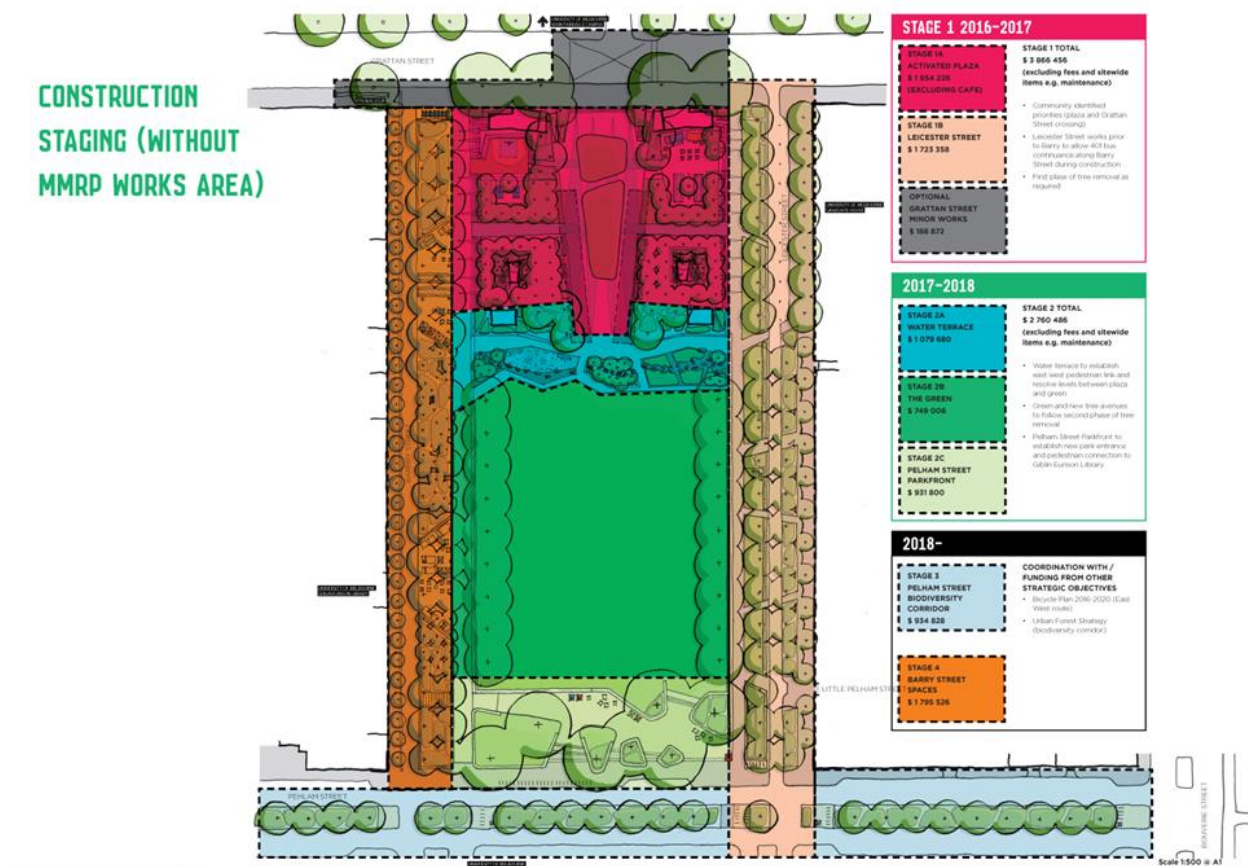 CONSTRUCTION
STAGING (WITHOUT
MMRP WORKS AREA)
GRATTAN STREET
STAGE 1 2016-2017
STAGE 1A
ACTIVATED PLAZA
$ 1 954 226
(EXCLUDING CAFE)
STAGE 1B
LEICESTER STREET
$ 1 723 358
OPTIONAL
GRATTAN STREET
MINOR WORKS
$ 188 872
STAGE 1 TOTAL
$ 3 866 456
(excluding fees and sitewide
items e.g. maintenance)
• Community identified
priorities (plaza and Grattan
Street crossing)
• Leicester Street works prior
to Barry to allow 401 bus
continuance along Barry
Street during construction
• First phase of tree removal as
required
2017-2018
STAGE 2A
WATER TERRACE
$ 1 079 680
STAGE 2B
THE GREEN
$ 749 006
STAGE 2C
PELHAM STREET
PARKFRONT
$ 931 800
STAGE 2 TOTAL
$ 2 760 486
(excluding fees and sitewide
items e.g. maintenance)
• Water terrace to establish
east west pedestrian link and
resolve levels between plaza
and green
• Green and new tree avenues
to follow second phase of tree
removal
• Pelham Street Parkfront to
establish new park entrance
and pedestrian connection to
Giblin Eunson Library
2018-
STAGE 3
PELHAM STREET
BIODIVERSITY
CORRIDOR
$ 934 828
STAGE 4
BARRY STREET
SPACES
$ 1 795 526
COORDINATION WITH /
FUNDING FROM OTHER
STRATEGIC OBJECTIVES
• Bicycle Plan 2016-2020 (East
West route)
• Urban Forest Strategy
(biodiversity corridor)
LITTLE PELHAM STREET
PEHLAM STREET
BOUVERIE STREET
Scale 1:500 @ A1